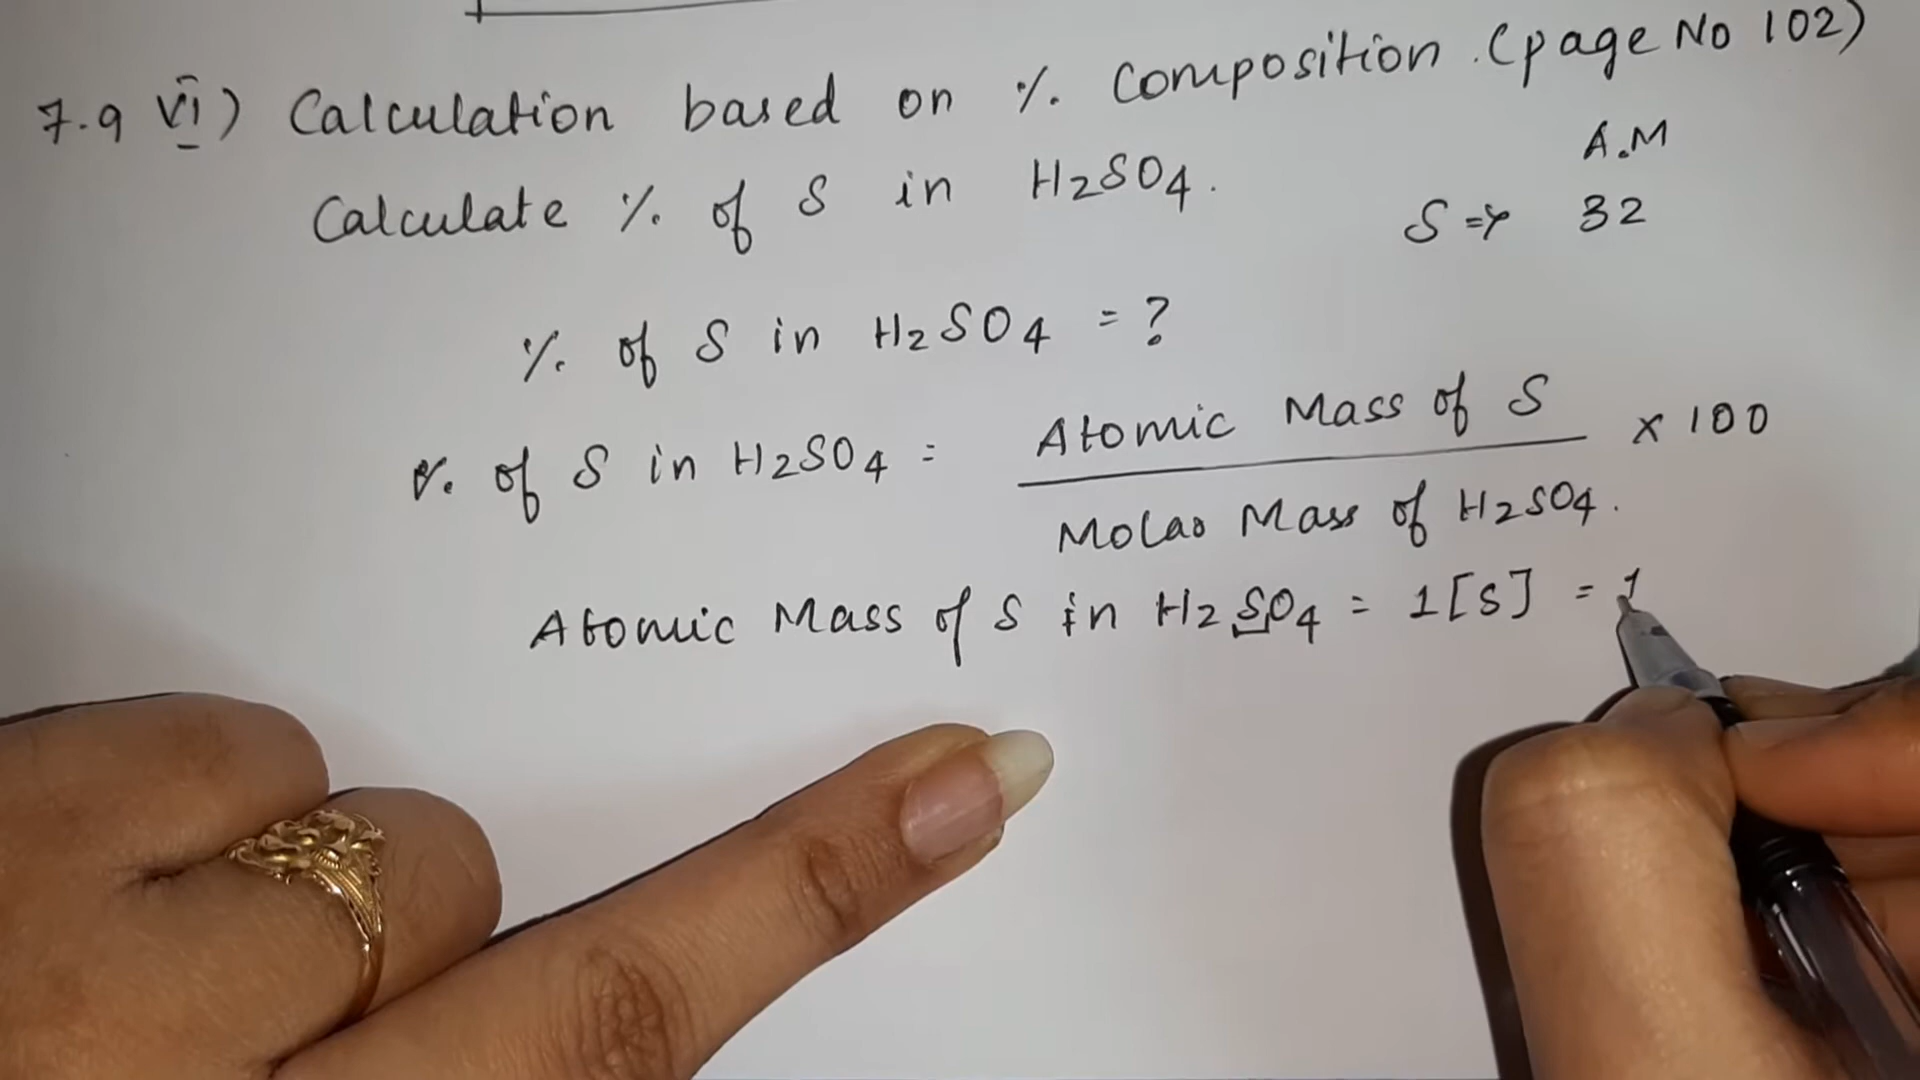 7.9 vi) Calculation based on % Composition. (page No 102)
A.M
Calculate % of S in H2SO4.
S => 32
% of S in H2SO4 = ?
% of S in H2SO4 = Atomic Mass of S × 100
Molar Mass of H2SO4.
Atomic Mass of S in H2SO4 = 1[S] = 1